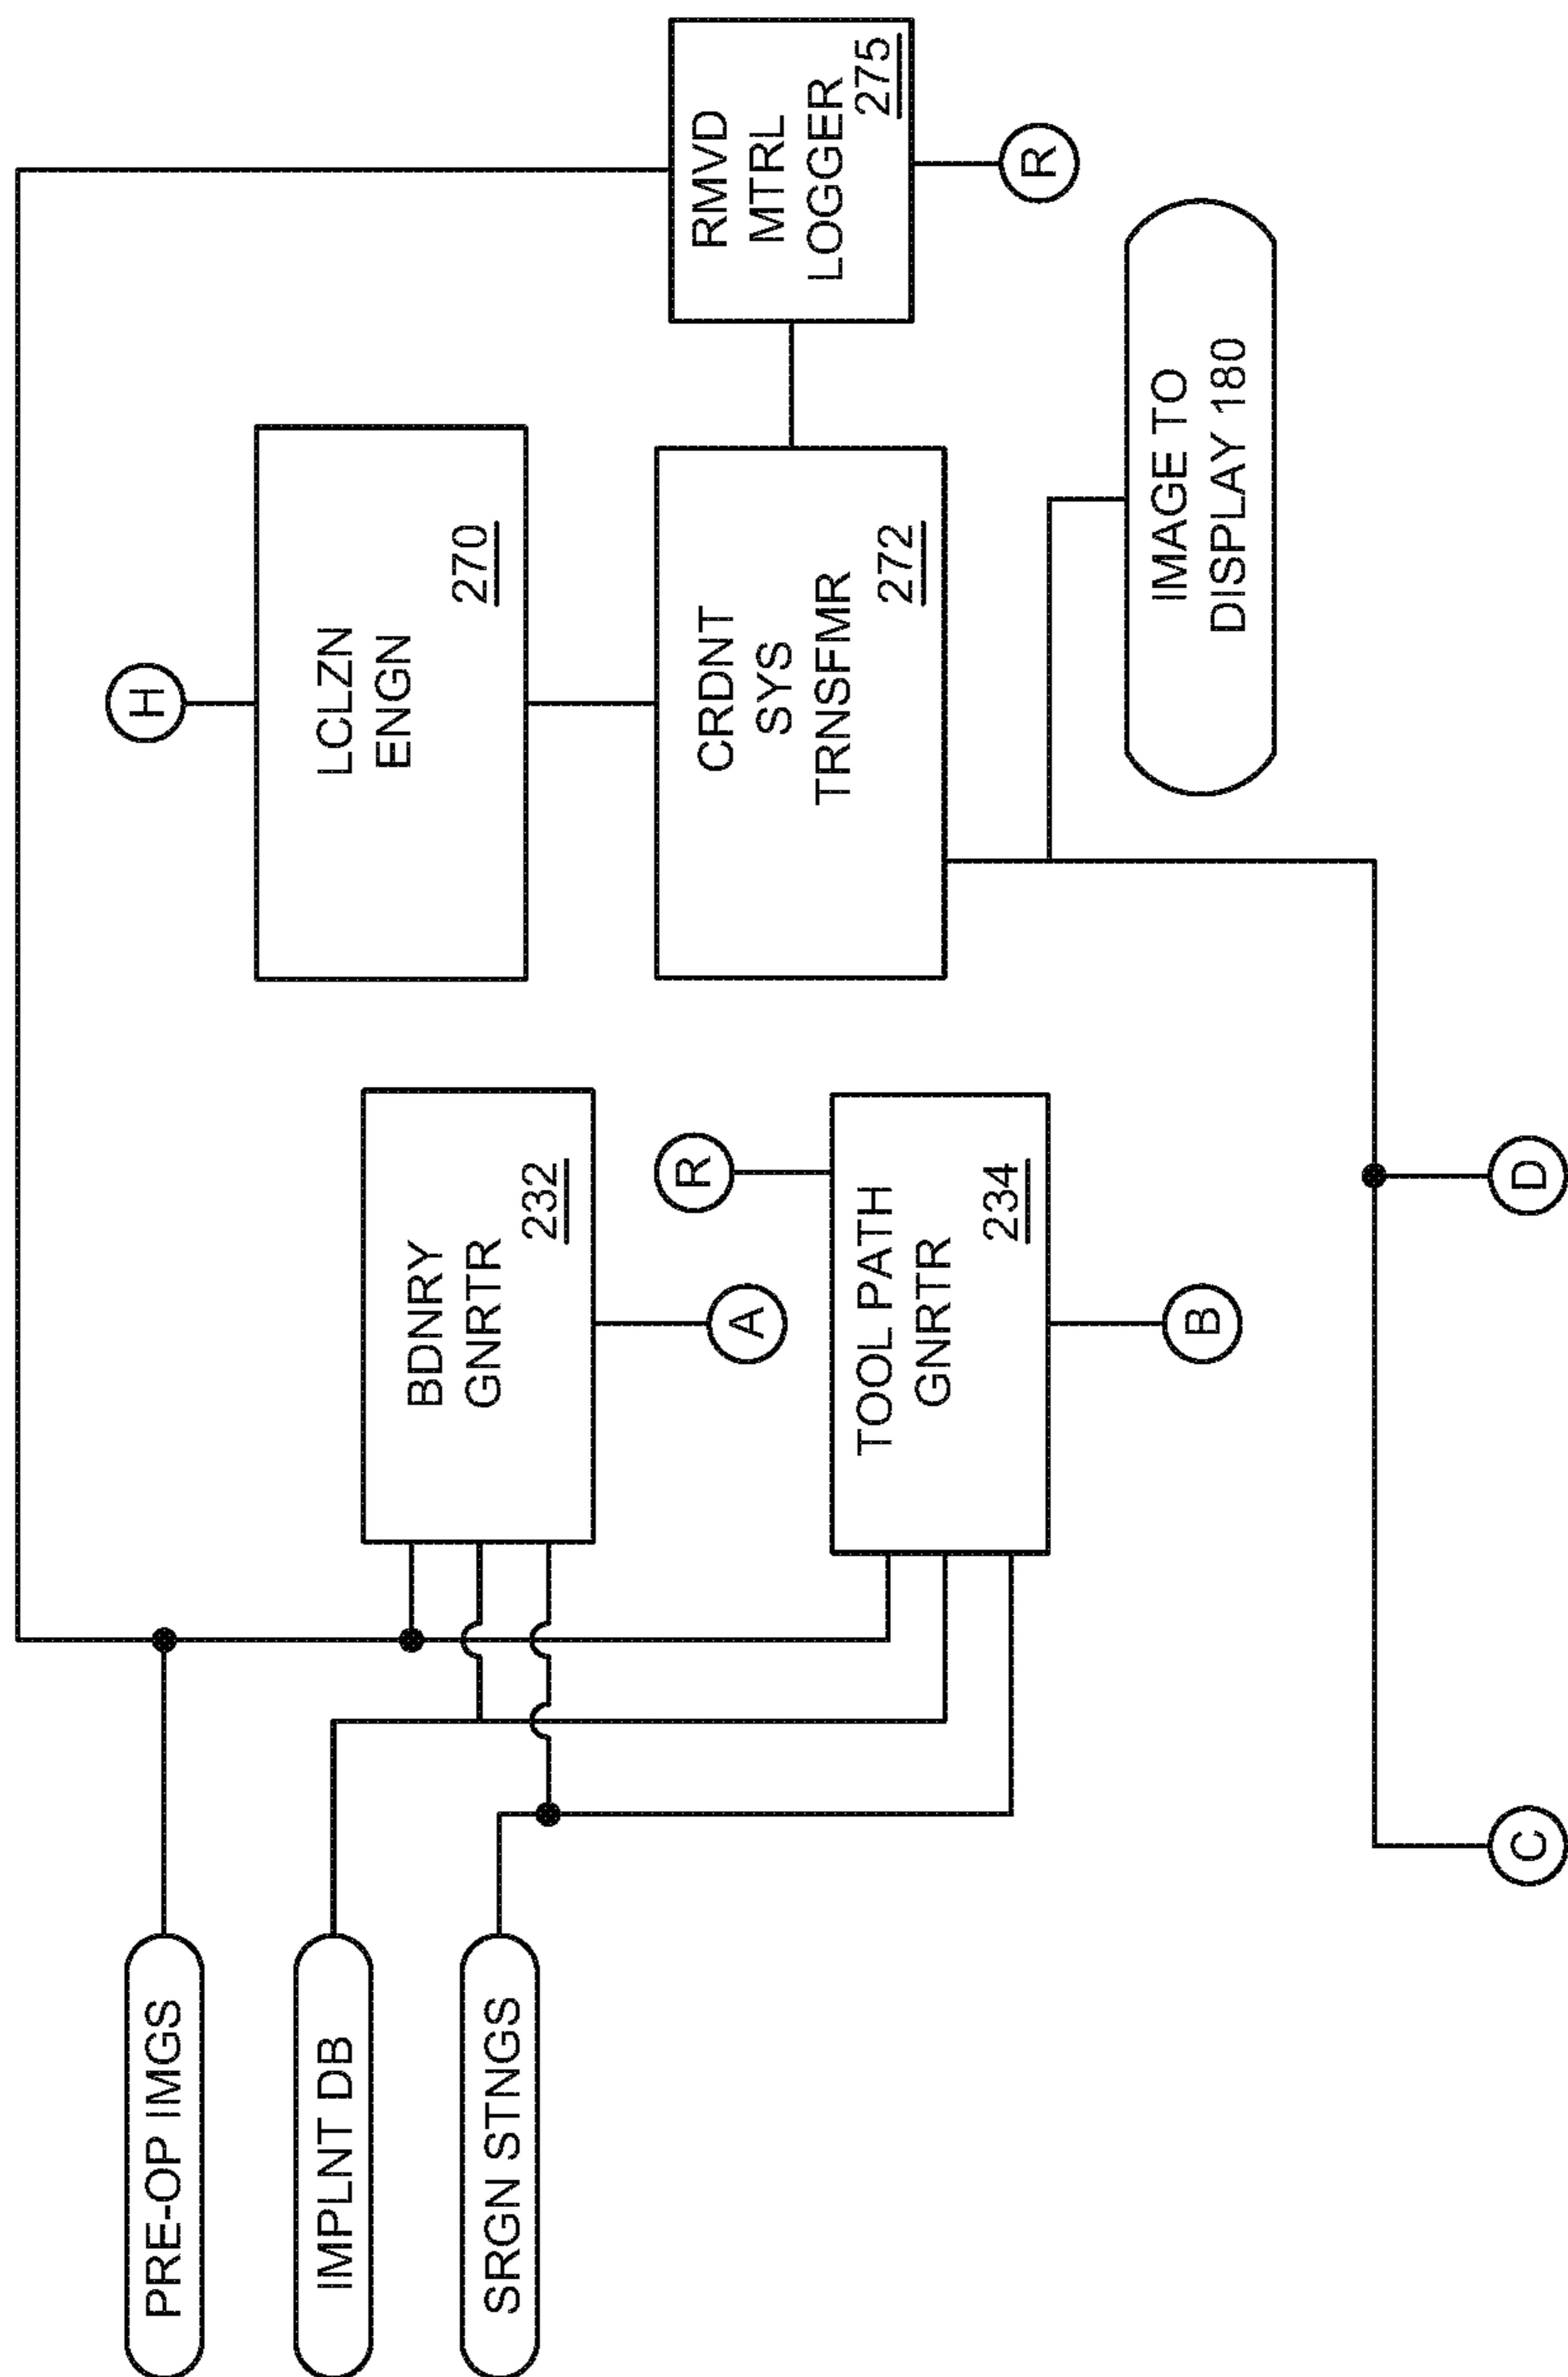 PRE-OP IMGS
IMPLNT DB
SRGN STNGS
BDNRY
GNRTR
232
A
R
TOOL PATH
GNRTR
234
B
H
LCLZN
ENGN
270
CRDNT
SYS
TRNSFMR
272
RMVD
MTRL
LOGGER
275
R
IMAGE TO
DISPLAY 180
C
D